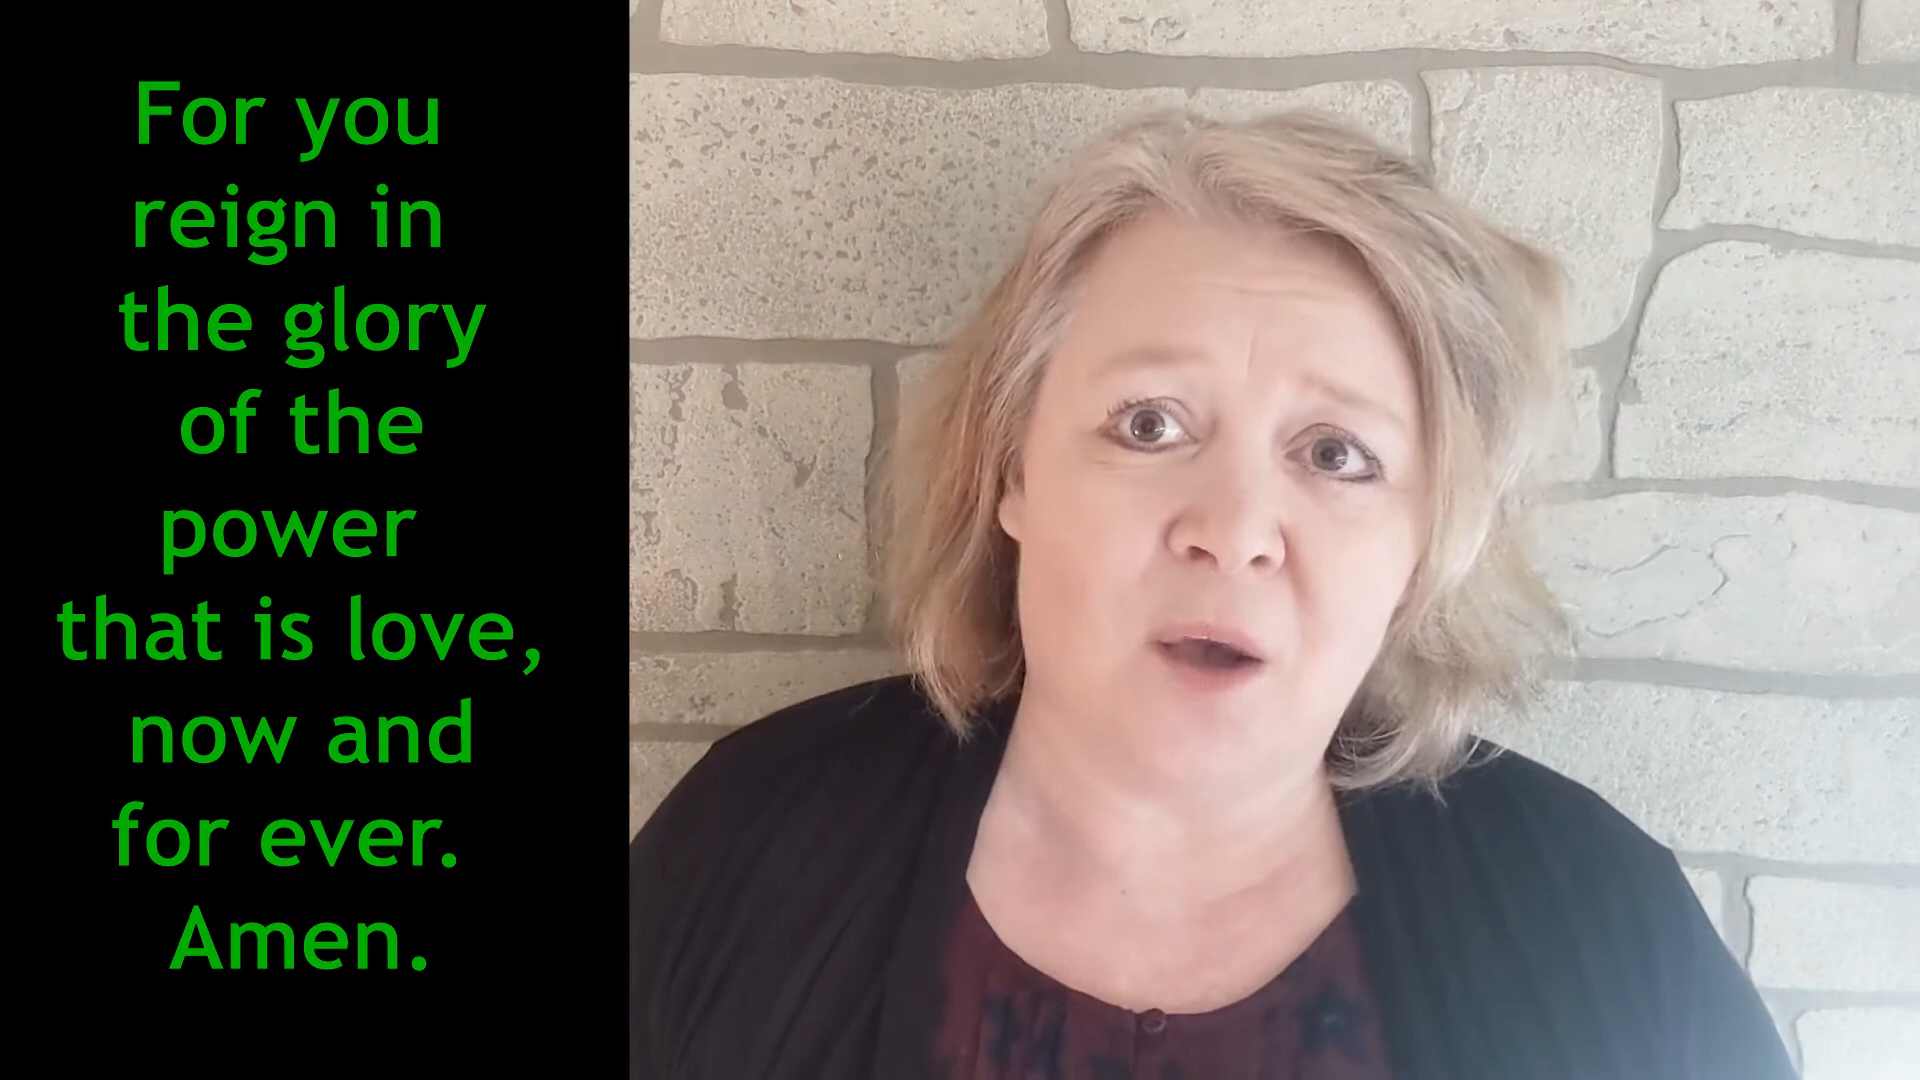 For you
reign in
the glory
of the
power
that is love,
now and
for ever.
Amen.